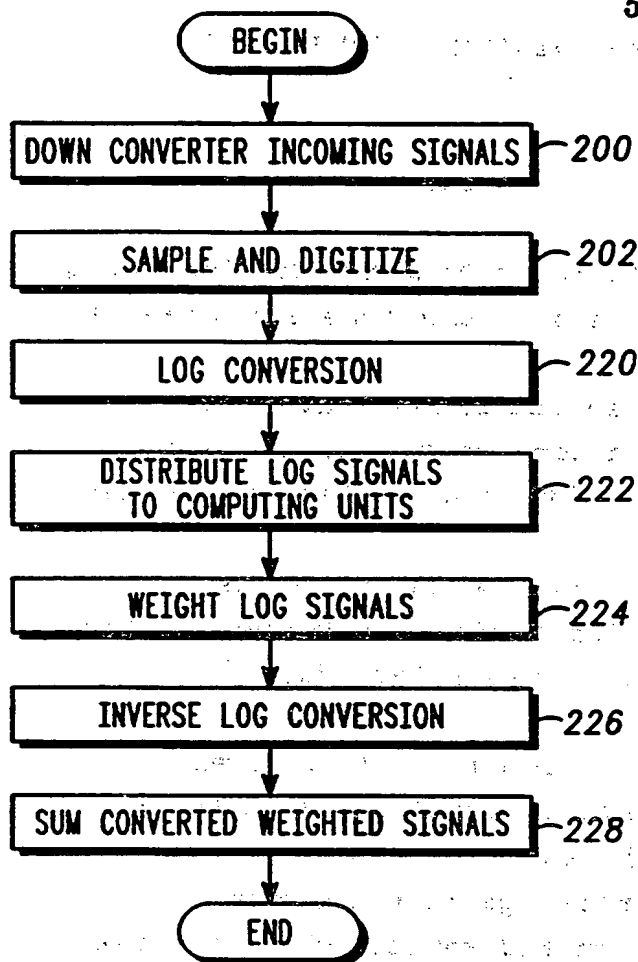 5
BEGIN
DOWN CONVERTER INCOMING SIGNALS 200
SAMPLE AND DIGITIZE 202
LOG CONVERSION 220
DISTRIBUTE LOG SIGNALS
TO COMPUTING UNITS 222
WEIGHT LOG SIGNALS 224
INVERSE LOG CONVERSION 226
SUM CONVERTED WEIGHTED SIGNALS 228
END